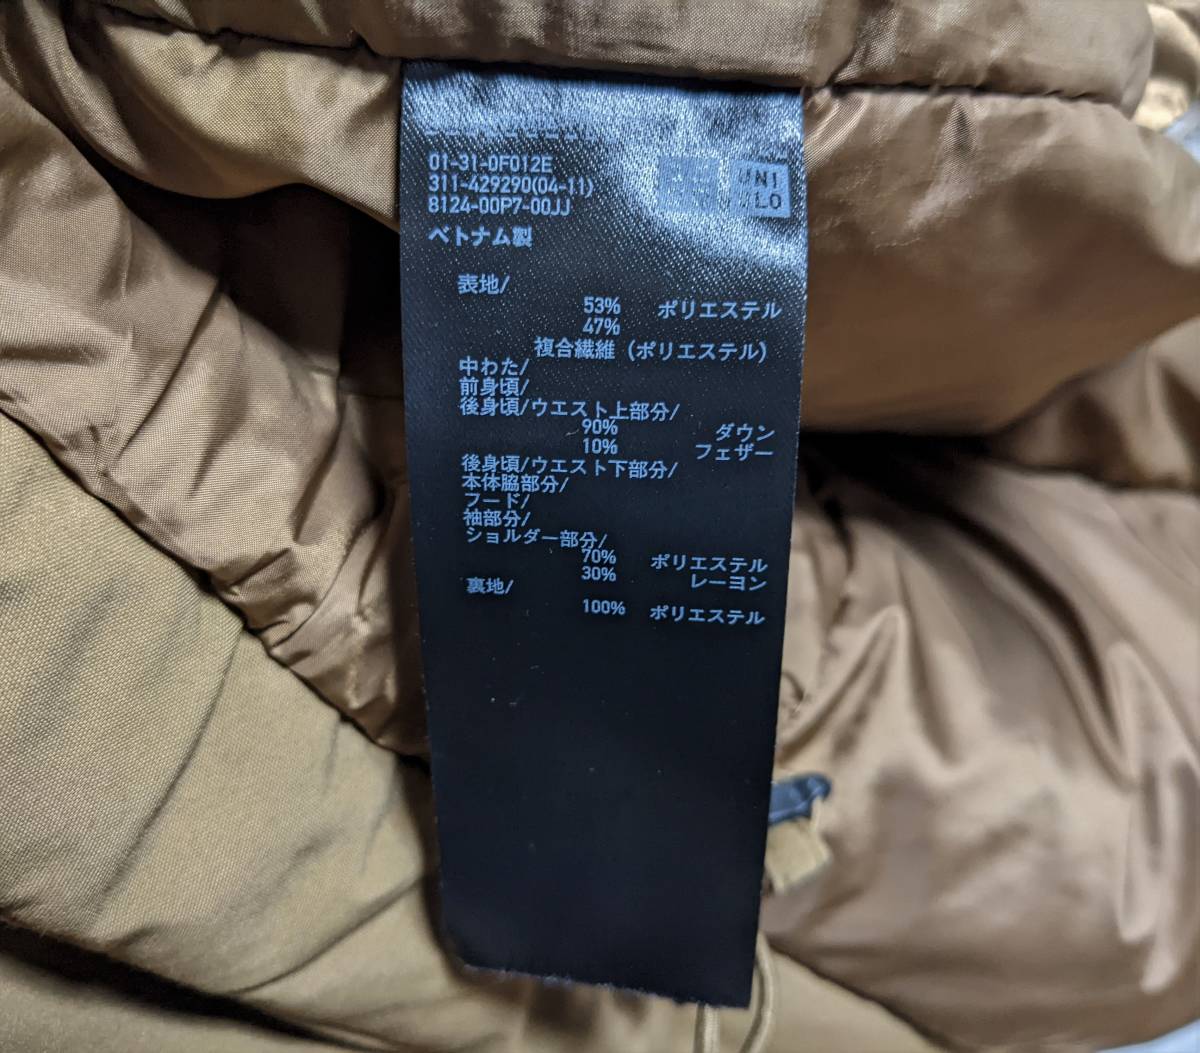 01-31-0F012E
311-429290(04-11)
8124-00P7-00JJ
UNI
LO
ベトナム製
表地/
53% ポリエステル
47%
複合繊維 (ポリエステル)
中わた/
前身頃/
後身頃/ウエスト上部分/
90% ダウン
10% フェザー
後身頃/ウエスト下部分/
本体脇部分/
フード/
袖部分/
ショルダー部分/
70% ポリエステル
30% レーヨン
裏地/
100% ポリエステル